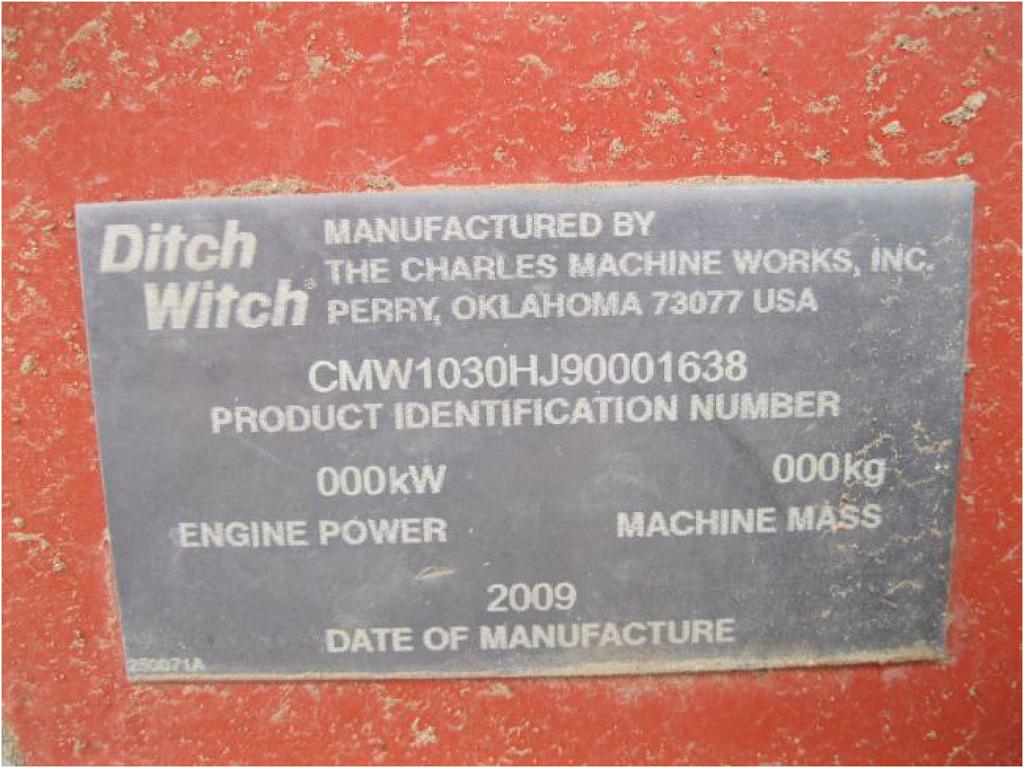 Ditch
Witch®
MANUFACTURED BY
THE CHARLES MACHINE WORKS, INC.
PERRY, OKLAHOMA 73077 USA
CMW1030HJ90001638
PRODUCT IDENTIFICATION NUMBER
000kW
000kg
ENGINE POWER
MACHINE MASS
2009
DATE OF MANUFACTURE
250071A